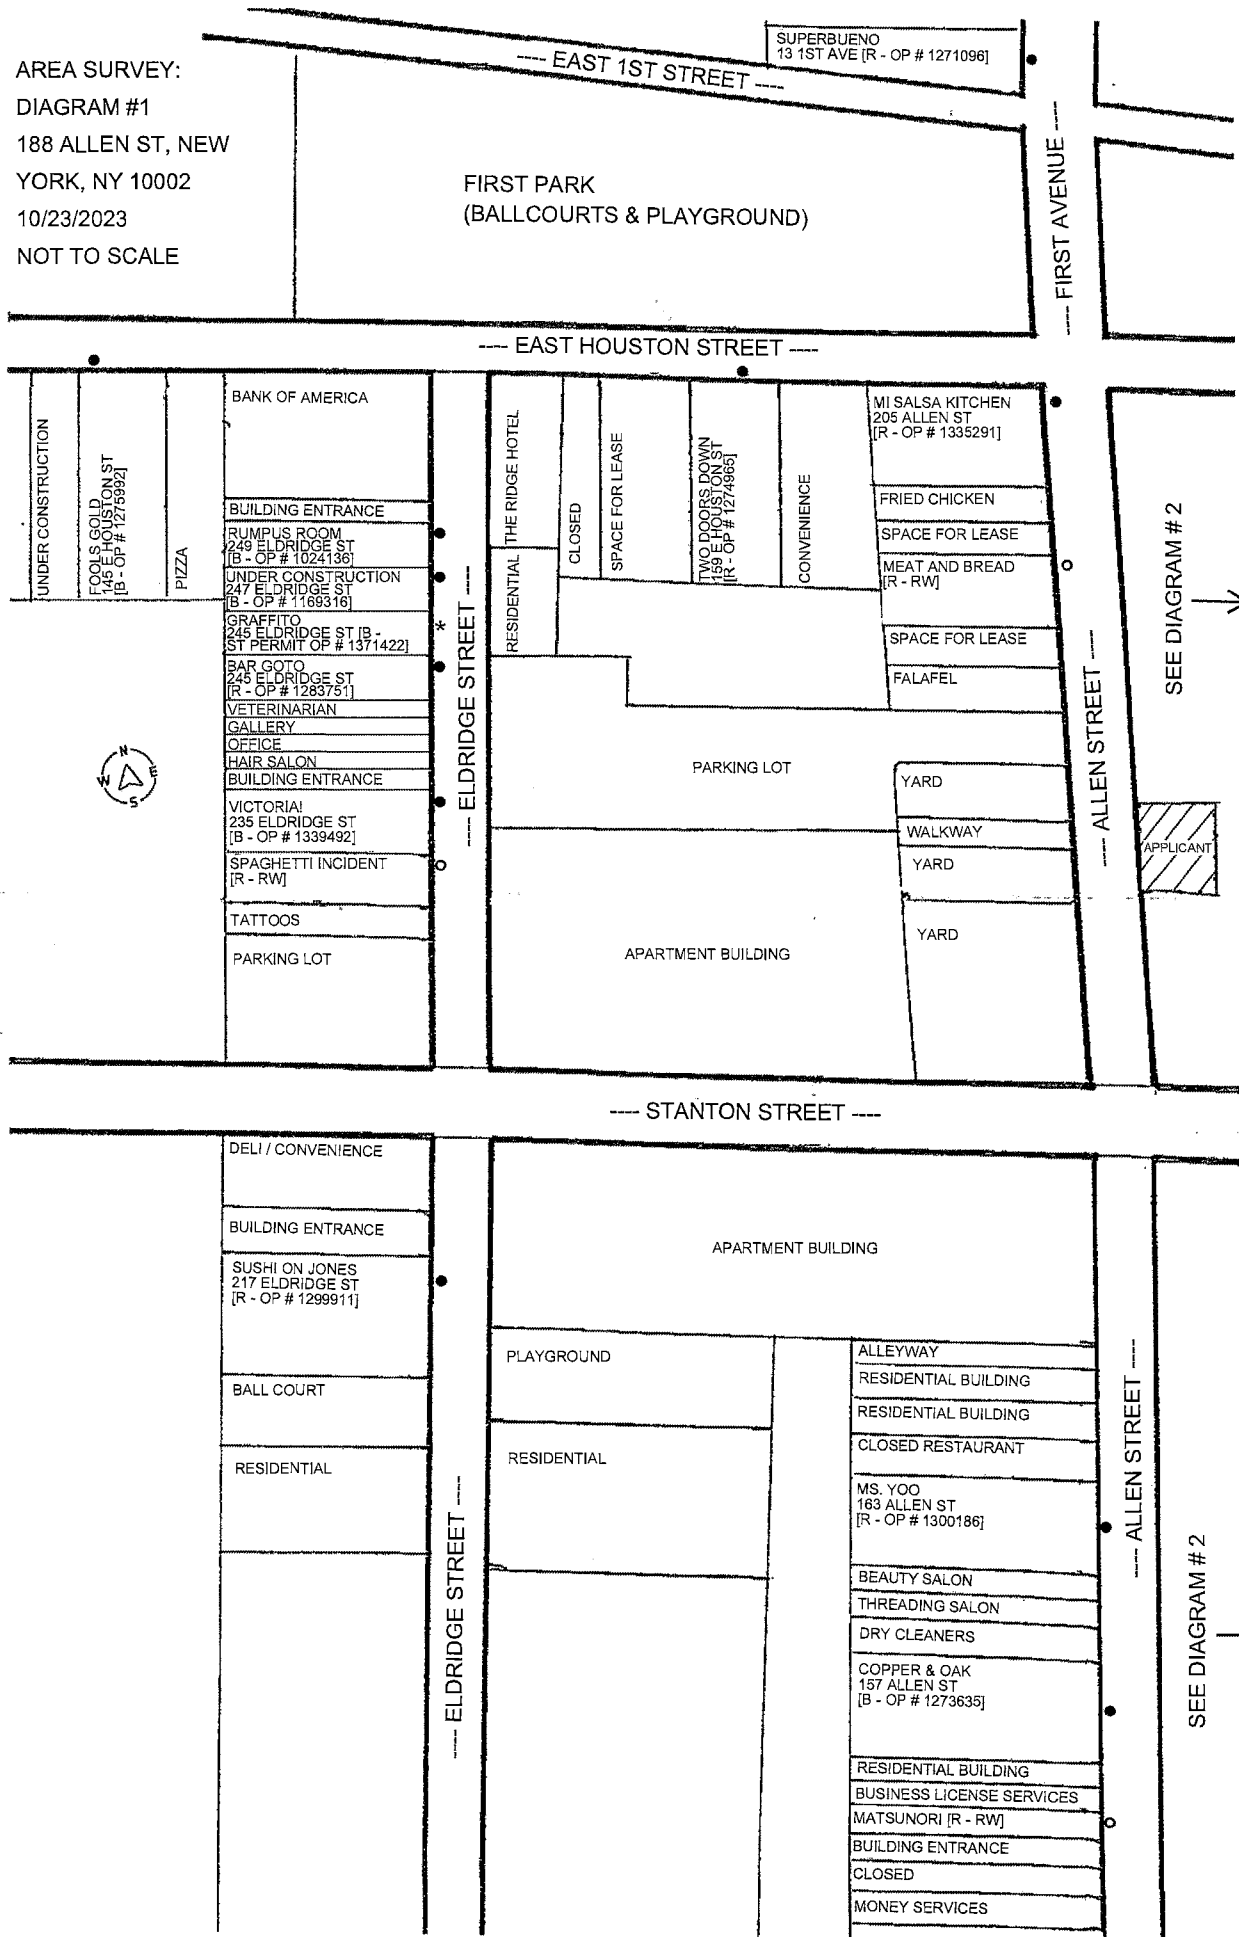 AREA SURVEY:
DIAGRAM #1
188 ALLEN ST, NEW
YORK, NY 10002
10/23/2023
NOT TO SCALE
SUPERBUENO
13 1ST AVE [R - OP # 1271096]
---- EAST 1ST STREET ----
FIRST PARK
(BALLCOURTS & PLAYGROUND)
---- FIRST AVENUE ----
---- EAST HOUSTON STREET ----
UNDER CONSTRUCTION
FOOLS GOLD
145 E HOUSTON ST
[B - OP # 1275992]
PIZZA
BANK OF AMERICA
BUILDING ENTRANCE
RUMPUS ROOM
249 ELDRIDGE ST
[B - OP # 1024136]
UNDER CONSTRUCTION
247 ELDRIDGE ST
[B - OP # 1169316]
GRAFFITO
245 ELDRIDGE ST [B -
ST PERMIT OP # 1371422]
*
BAR GOTO
245 ELDRIDGE ST
[R - OP # 1283751]
VETERINARIAN
GALLERY
OFFICE
HAIR SALON
BUILDING ENTRANCE
VICTORIA!
235 ELDRIDGE ST
[B - OP # 1339492]
SPAGHETTI INCIDENT
[R - RW]
TATTOOS
PARKING LOT
N
W
E
S
---- ELDRIDGE STREET ----
THE RIDGE HOTEL
RESIDENTIAL
CLOSED
SPACE FOR LEASE
TWO DOORS DOWN
159 E HOUSTON ST
[R - OP # 1274965]
CONVENIENCE
MI SALSA KITCHEN
205 ALLEN ST
[R - OP # 1335291]
FRIED CHICKEN
SPACE FOR LEASE
MEAT AND BREAD
[R - RW]
SPACE FOR LEASE
FALAFEL
PARKING LOT
YARD
WALKWAY
YARD
YARD
APARTMENT BUILDING
---- ALLEN STREET ----
SEE DIAGRAM # 2
APPLICANT
---- STANTON STREET ----
DELI / CONVENIENCE
BUILDING ENTRANCE
SUSHI ON JONES
217 ELDRIDGE ST
[R - OP # 1299911]
BALL COURT
RESIDENTIAL
---- ELDRIDGE STREET ----
APARTMENT BUILDING
PLAYGROUND
RESIDENTIAL
ALLEYWAY
RESIDENTIAL BUILDING
RESIDENTIAL BUILDING
CLOSED RESTAURANT
MS. YOO
163 ALLEN ST
[R - OP # 1300186]
BEAUTY SALON
THREADING SALON
DRY CLEANERS
COPPER & OAK
157 ALLEN ST
[B - OP # 1273635]
RESIDENTIAL BUILDING
BUSINESS LICENSE SERVICES
MATSUNORI [R - RW]
BUILDING ENTRANCE
CLOSED
MONEY SERVICES
---- ALLEN STREET ----
SEE DIAGRAM # 2